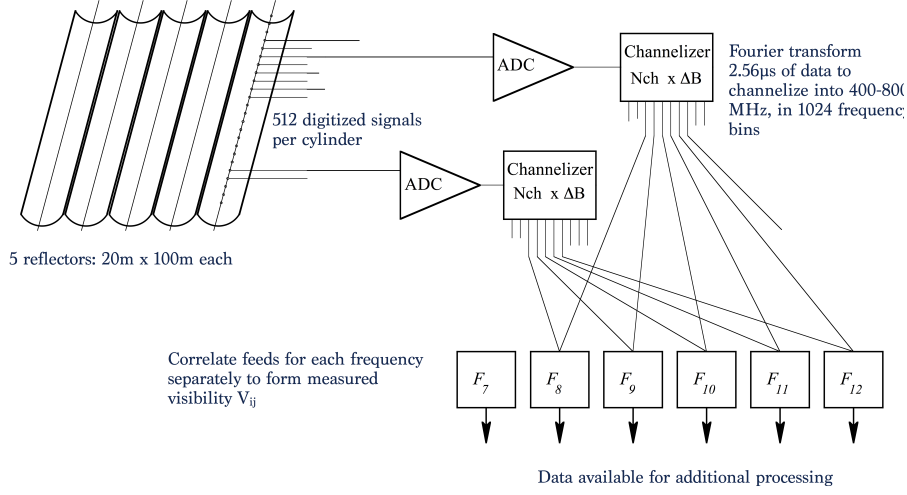 ADC
Channelizer
Nch x ΔB
Fourier transform
2.56μs of data to
channelize into 400-800
MHz, in 1024 frequency
bins
512 digitized signals
per cylinder
ADC
Channelizer
Nch x ΔB
5 reflectors: 20m x 100m each
Correlate feeds for each frequency
separately to form measured
visibility Vij
F7 F8 F9 F10 F11 F12
Data available for additional processing